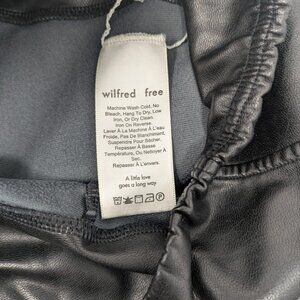 wilfred free
Machine Wash Cold. No
Bleach, Hang To Dry, Low
Iron, Or Dry Clean
Iron On Reverse.
Laver À La Machine À L'eau
Froide, Pas De Blanchiment.
Suspendre Pour Sécher.
Repasser À Basse
Température, Ou Nettoyer À
Sec.
Repasser À L'envers.
A little love
goes a long way